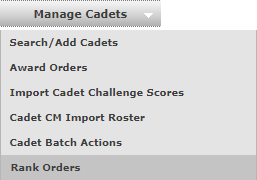 Manage Cadets
Search/Add Cadets
Award Orders
Import Cadet Challenge Scores
Cadet CM Import Roster
Cadet Batch Actions
Rank Orders